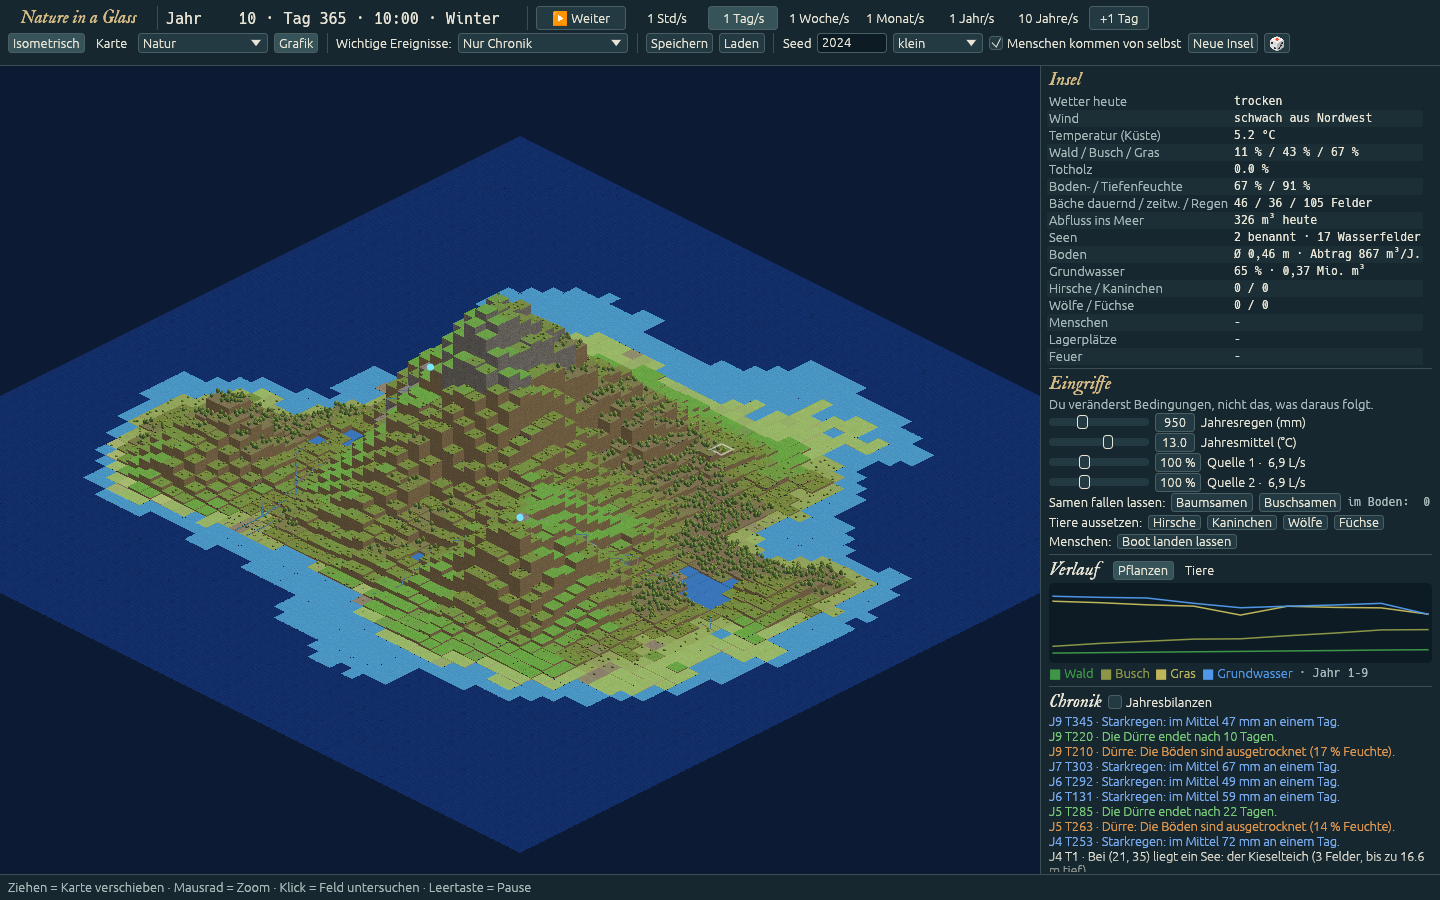 Nature in a Glass
Jahr 10 · Tag 365 · 10:00 · Winter
Weiter 1 Std/s 1 Tag/s 1 Woche/s 1 Monat/s 1 Jahr/s 10 Jahre/s +1 Tag
Isometrisch Karte Natur Grafik Wichtige Ereignisse: Nur Chronik Speichern Laden Seed 2024 klein Menschen kommen von selbst Neue Insel
Insel
Wetter heute trocken
Wind schwach aus Nordwest
Temperatur (Küste) 5.2 °C
Wald / Busch / Gras 11 % / 43 % / 67 %
Totholz 0.0 %
Boden- / Tiefenfeuchte 67 % / 91 %
Bäche dauernd / zeitw. / Regen 46 / 36 / 105 Felder
Abfluss ins Meer 326 m³ heute
Seen 2 benannt · 17 Wasserfelder
Boden Ø 0,46 m · Abtrag 867 m³/J.
Grundwasser 65 % · 0,37 Mio. m³
Hirsche / Kaninchen 0 / 0
Wölfe / Füchse 0 / 0
Menschen -
Lagerplätze -
Feuer -
Eingriffe
Du veränderst Bedingungen, nicht das, was daraus folgt.
950 Jahresregen (mm)
13.0 Jahresmittel (°C)
100 % Quelle 1 · 6,9 L/s
100 % Quelle 2 · 6,9 L/s
Samen fallen lassen: Baumsamen Buschsamen im Boden: 0
Tiere aussetzen: Hirsche Kaninchen Wölfe Füchse
Menschen: Boot landen lassen
Verlauf Pflanzen Tiere
Wald Busch Gras Grundwasser · Jahr 1-9
Chronik Jahresbilanzen
J9 T345 · Starkregen: im Mittel 47 mm an einem Tag.
J9 T220 · Die Dürre endet nach 10 Tagen.
J9 T210 · Dürre: Die Böden sind ausgetrocknet (17 % Feuchte).
J7 T303 · Starkregen: im Mittel 67 mm an einem Tag.
J6 T292 · Starkregen: im Mittel 49 mm an einem Tag.
J6 T131 · Starkregen: im Mittel 59 mm an einem Tag.
J5 T285 · Die Dürre endet nach 22 Tagen.
J5 T263 · Dürre: Die Böden sind ausgetrocknet (14 % Feuchte).
J4 T253 · Starkregen: im Mittel 72 mm an einem Tag.
J4 T1 · Bei (21, 35) liegt ein See: der Kieselteich (3 Felder, bis zu 16.6
m tief)
Ziehen = Karte verschieben · Mausrad = Zoom · Klick = Feld untersuchen · Leertaste = Pause